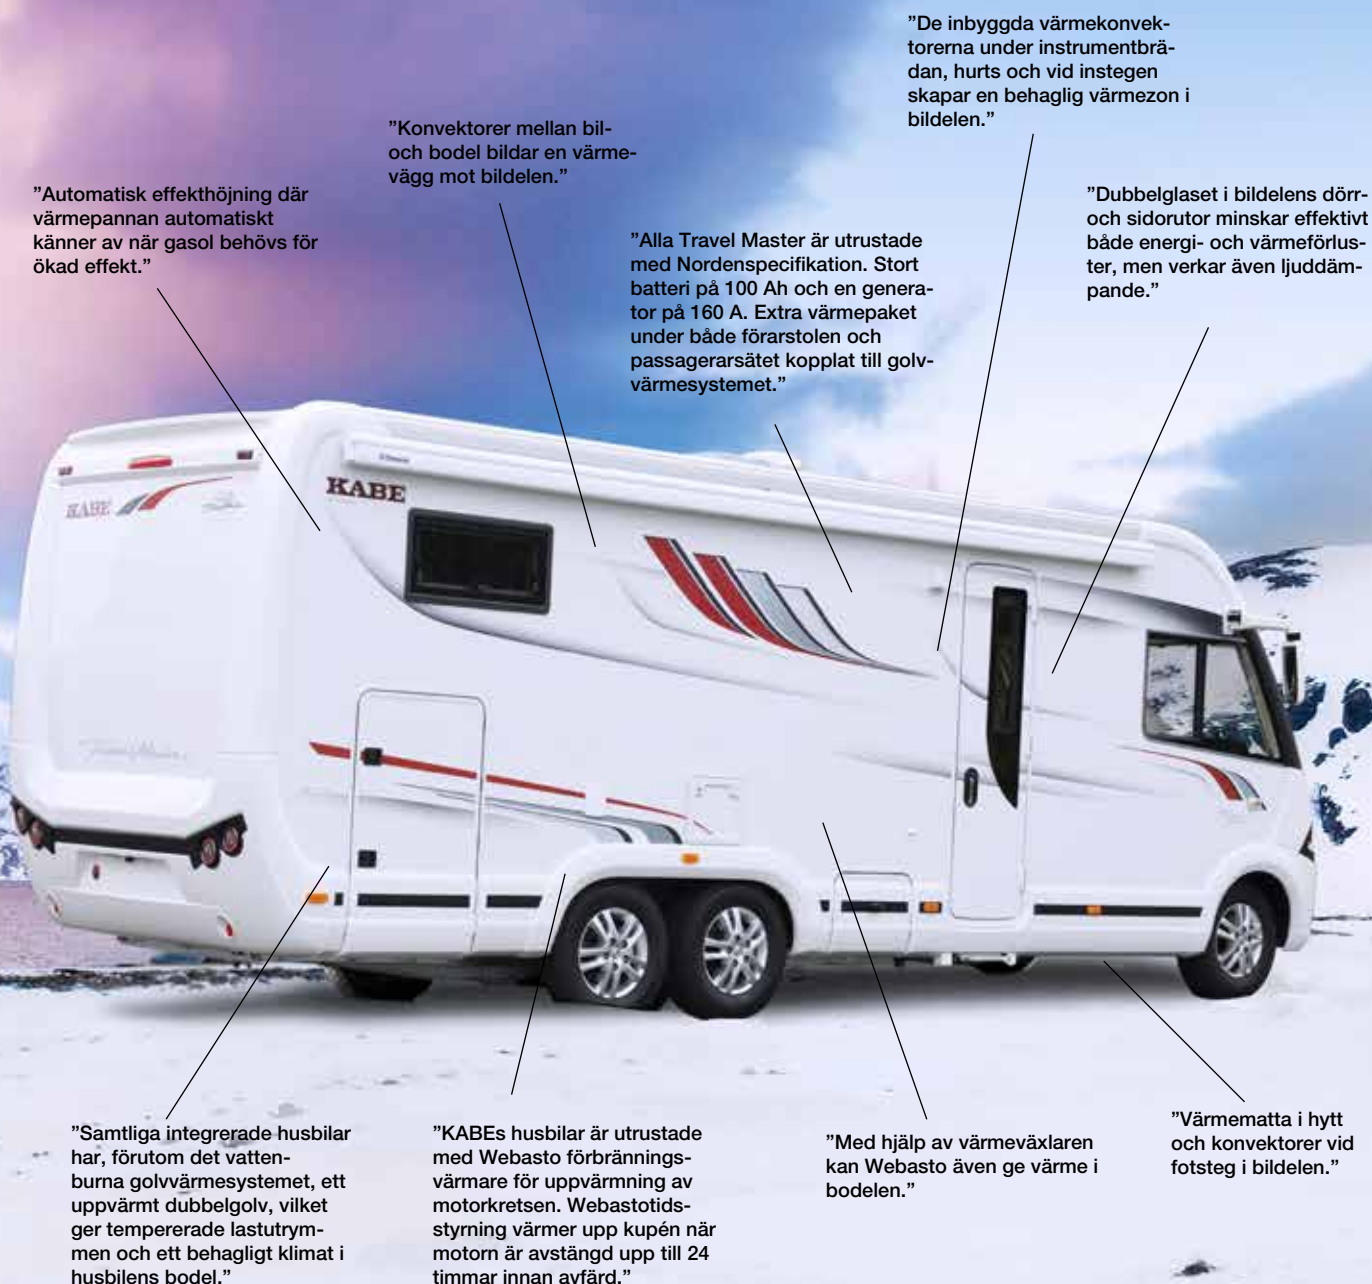 ”De inbyggda värmekonvek-
torerna under instrumentbrä-
dan, hurts och vid instegen
skapar en behaglig värmezon i
bildelen.”
”Konvektorer mellan bil-
och bodel bildar en värme-
vägg mot bildelen.”
”Automatisk effekthöjning där
värmepannan automatiskt
känner av när gasol behövs för
ökad effekt.”
”Alla Travel Master är utrustade
med Nordenspecifikation. Stort
batteri på 100 Ah och en genera-
tor på 160 A. Extra värmepaket
under både förarstolen och
passagerarsätet kopplat till golv-
värmesystemet.”
”Dubbelglaset i bildelens dörr-
och sidorutor minskar effektivt
både energi- och värmeförlus-
ter, men verkar även ljuddäm-
pande.”
KABE
KABE
Travel Master
”Samtliga integrerade husbilar
har, förutom det vatten-
burna golvvärmesystemet, ett
uppvärmt dubbelgolv, vilket
ger tempererade lastutrym-
men och ett behagligt klimat i
husbilens bodel.”
”KABEs husbilar är utrustade
med Webasto förbrännings-
värmare för uppvärmning av
motorkretsen. Webastotids-
styrning värmer upp kupén när
motorn är avstängd upp till 24
timmar innan avfärd.”
”Med hjälp av värmeväxlaren
kan Webasto även ge värme i
bodelen.”
”Värmematta i hytt
och konvektorer vid
fotsteg i bildelen.”